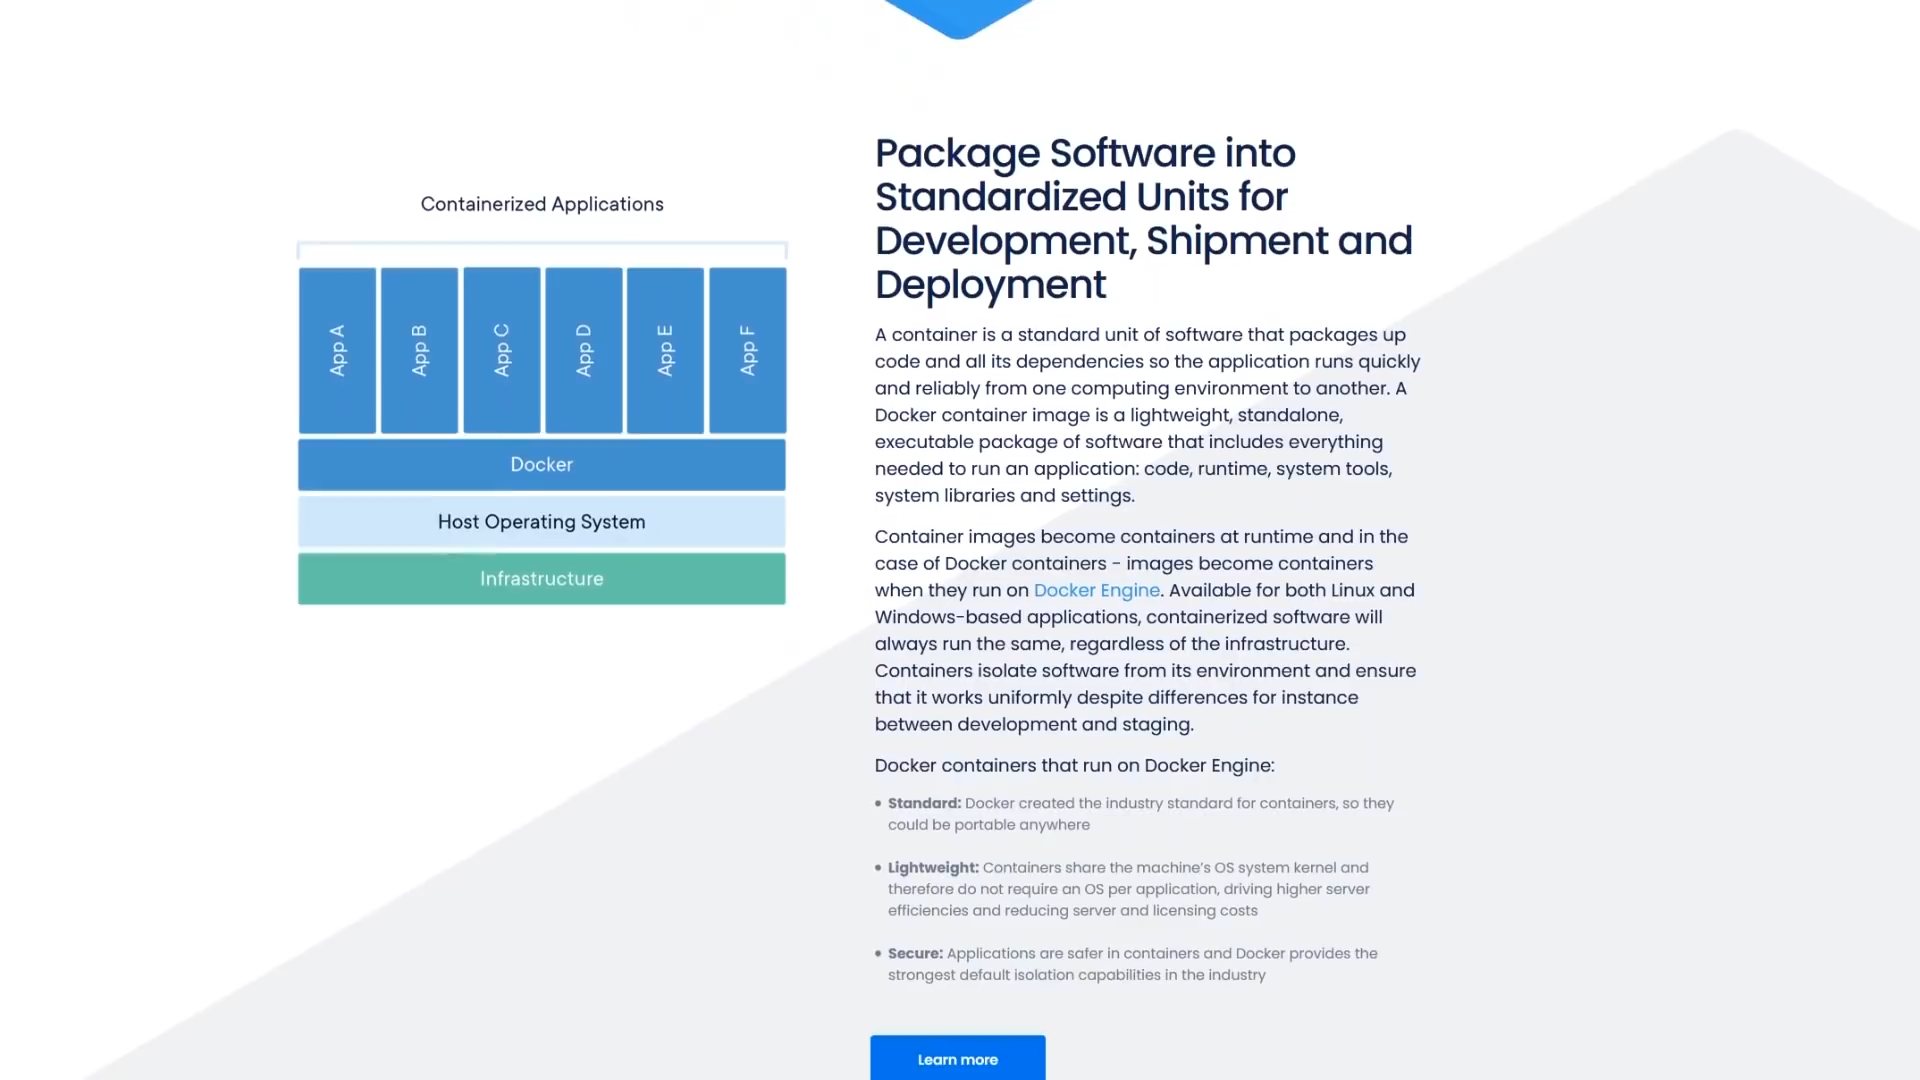 Containerized Applications
App A
App B
App C
App D
App E
App F
Docker
Host Operating System
Infrastructure
Package Software into
Standardized Units for
Development, Shipment and
Deployment
A container is a standard unit of software that packages up
code and all its dependencies so the application runs quickly
and reliably from one computing environment to another. A
Docker container image is a lightweight, standalone,
executable package of software that includes everything
needed to run an application: code, runtime, system tools,
system libraries and settings.
Container images become containers at runtime and in the
case of Docker containers - images become containers
when they run on Docker Engine. Available for both Linux and
Windows-based applications, containerized software will
always run the same, regardless of the infrastructure.
Containers isolate software from its environment and ensure
that it works uniformly despite differences for instance
between development and staging.
Docker containers that run on Docker Engine:
• Standard: Docker created the industry standard for containers, so they
could be portable anywhere
• Lightweight: Containers share the machine's OS system kernel and
therefore do not require an OS per application, driving higher server
efficiencies and reducing server and licensing costs
• Secure: Applications are safer in containers and Docker provides the
strongest default isolation capabilities in the industry
Learn more